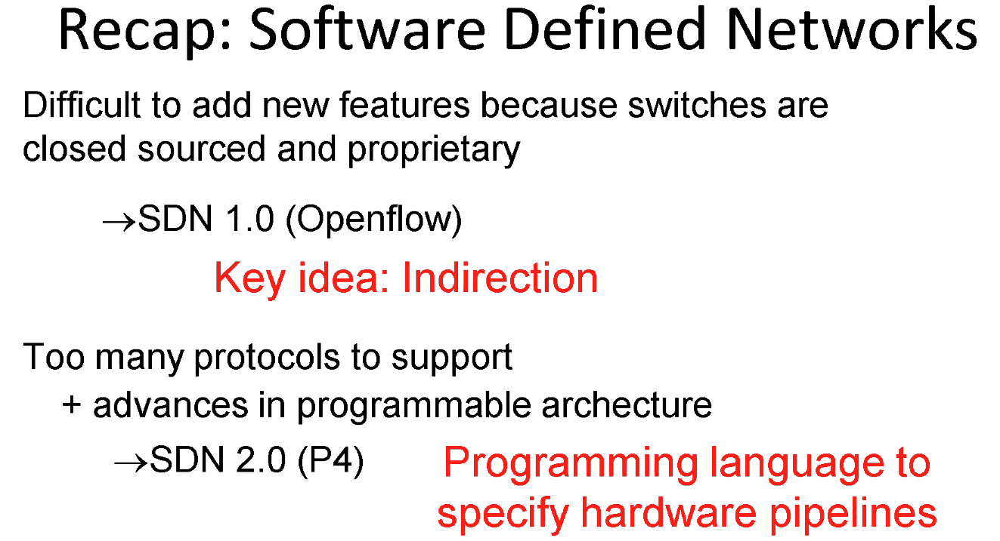 Recap: Software Defined Networks
Difficult to add new features because switches are
closed sourced and proprietary
→SDN 1.0 (Openflow)
Key idea: Indirection
Too many protocols to support
+ advances in programmable archecture
→SDN 2.0 (P4)
Programming language to
specify hardware pipelines